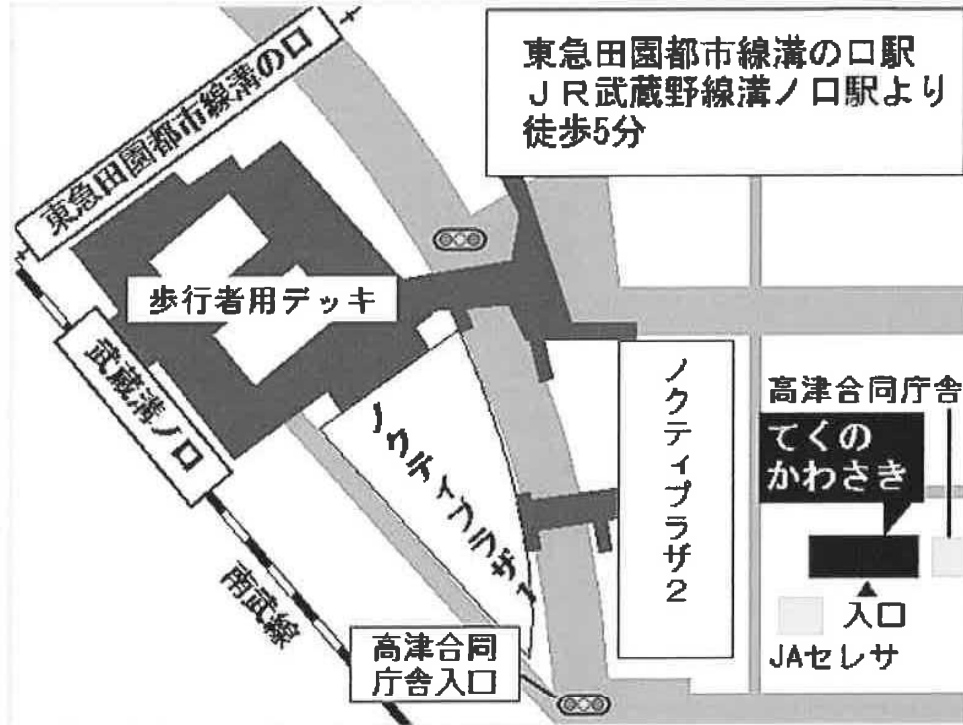 東急田園都市線溝の口駅
JR武蔵野線溝ノ口駅より
徒歩5分
東急田園都市線溝の口
歩行者用デッキ
武蔵溝ノ口
ノクティプラザ1
ノクティプラザ2
高津合同庁舎
てくの
かわさき
入口
JAセレサ
南武線
高津合同
庁舎入口